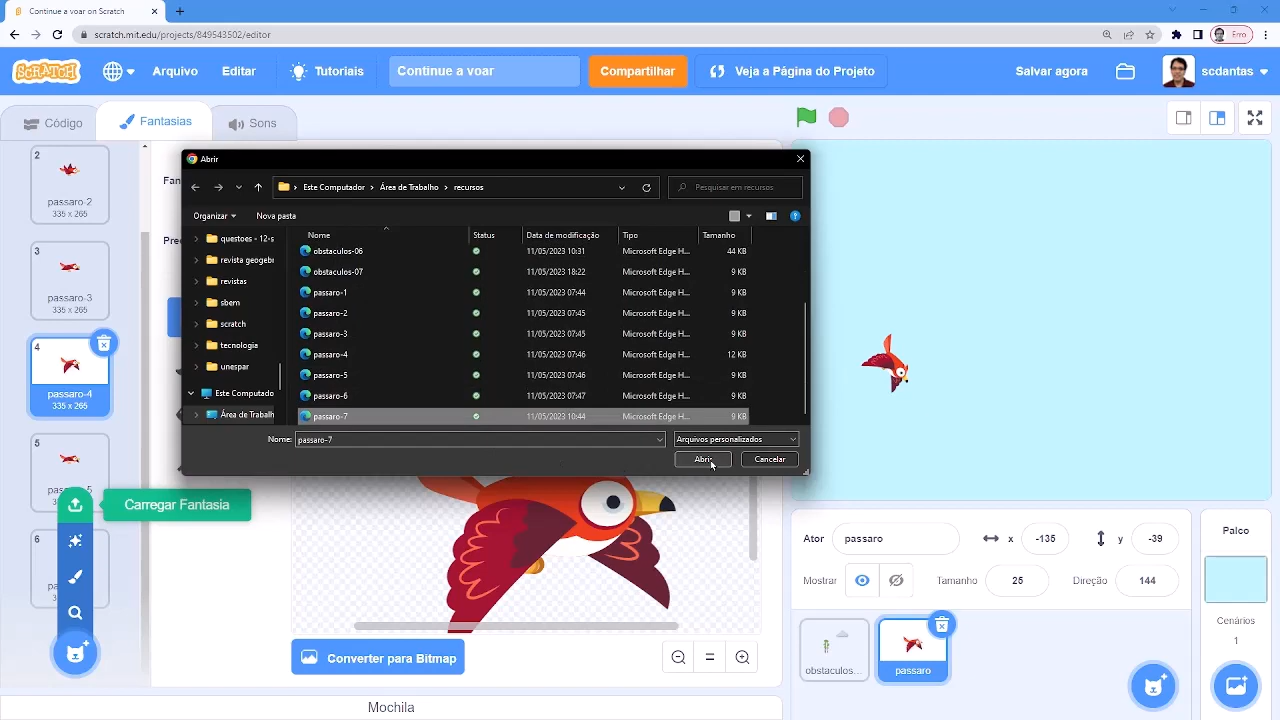 Continue a voar on Scratch
scratch.mit.edu/projects/849543502/editor
Erro
SCRATCH
Arquivo
Editar
Tutoriais
Continue a voar
Compartilhar
Veja a Página do Projeto
Salvar agora
scdantas
Código
Fantasias
Sons
2
passaro-2
335 x 265
3
passaro-3
335 x 265
4
passaro-4
335 x 265
5
6
Abrir
Este Computador
Área de Trabalho
recursos
Pesquisar em recursos
Organizar
Nova pasta
questoes - 12-s
revista geogebr
revistas
sbem
scratch
tecnologia
unespar
Este Computado
Área de Trabalh
Nome Status Data de modificação Tipo Tamanho
obstaculos-06 11/05/2023 10:31 Microsoft Edge H... 44 KB
obstaculos-07 11/05/2023 18:22 Microsoft Edge H... 9 KB
passaro-1 11/05/2023 07:44 Microsoft Edge H... 9 KB
passaro-2 11/05/2023 07:45 Microsoft Edge H... 9 KB
passaro-3 11/05/2023 07:45 Microsoft Edge H... 9 KB
passaro-4 11/05/2023 07:46 Microsoft Edge H... 12 KB
passaro-5 11/05/2023 07:46 Microsoft Edge H... 9 KB
passaro-6 11/05/2023 07:47 Microsoft Edge H... 9 KB
passaro-7 11/05/2023 10:44 Microsoft Edge H... 9 KB
Nome: passaro-7
Arquivos personalizados
Abrir
Cancelar
Carregar Fantasia
Converter para Bitmap
Mochila
Ator passaro x -135 y -39
Mostrar Tamanho 25 Direção 144
obstaculos...
passaro
Palco
Cenários
1